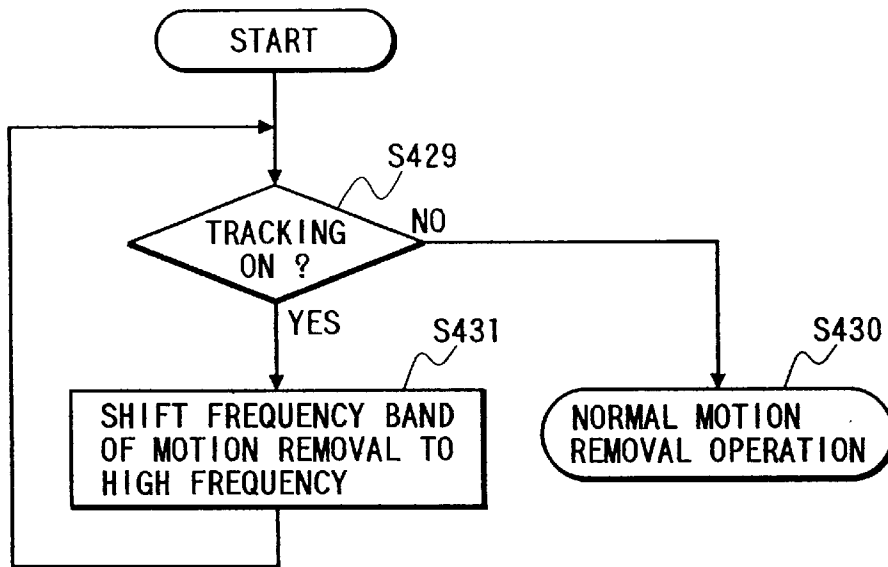 START
S429
TRACKING
ON ?
NO
YES
S431
SHIFT FREQUENCY BAND
OF MOTION REMOVAL TO
HIGH FREQUENCY
S430
NORMAL MOTION
REMOVAL OPERATION